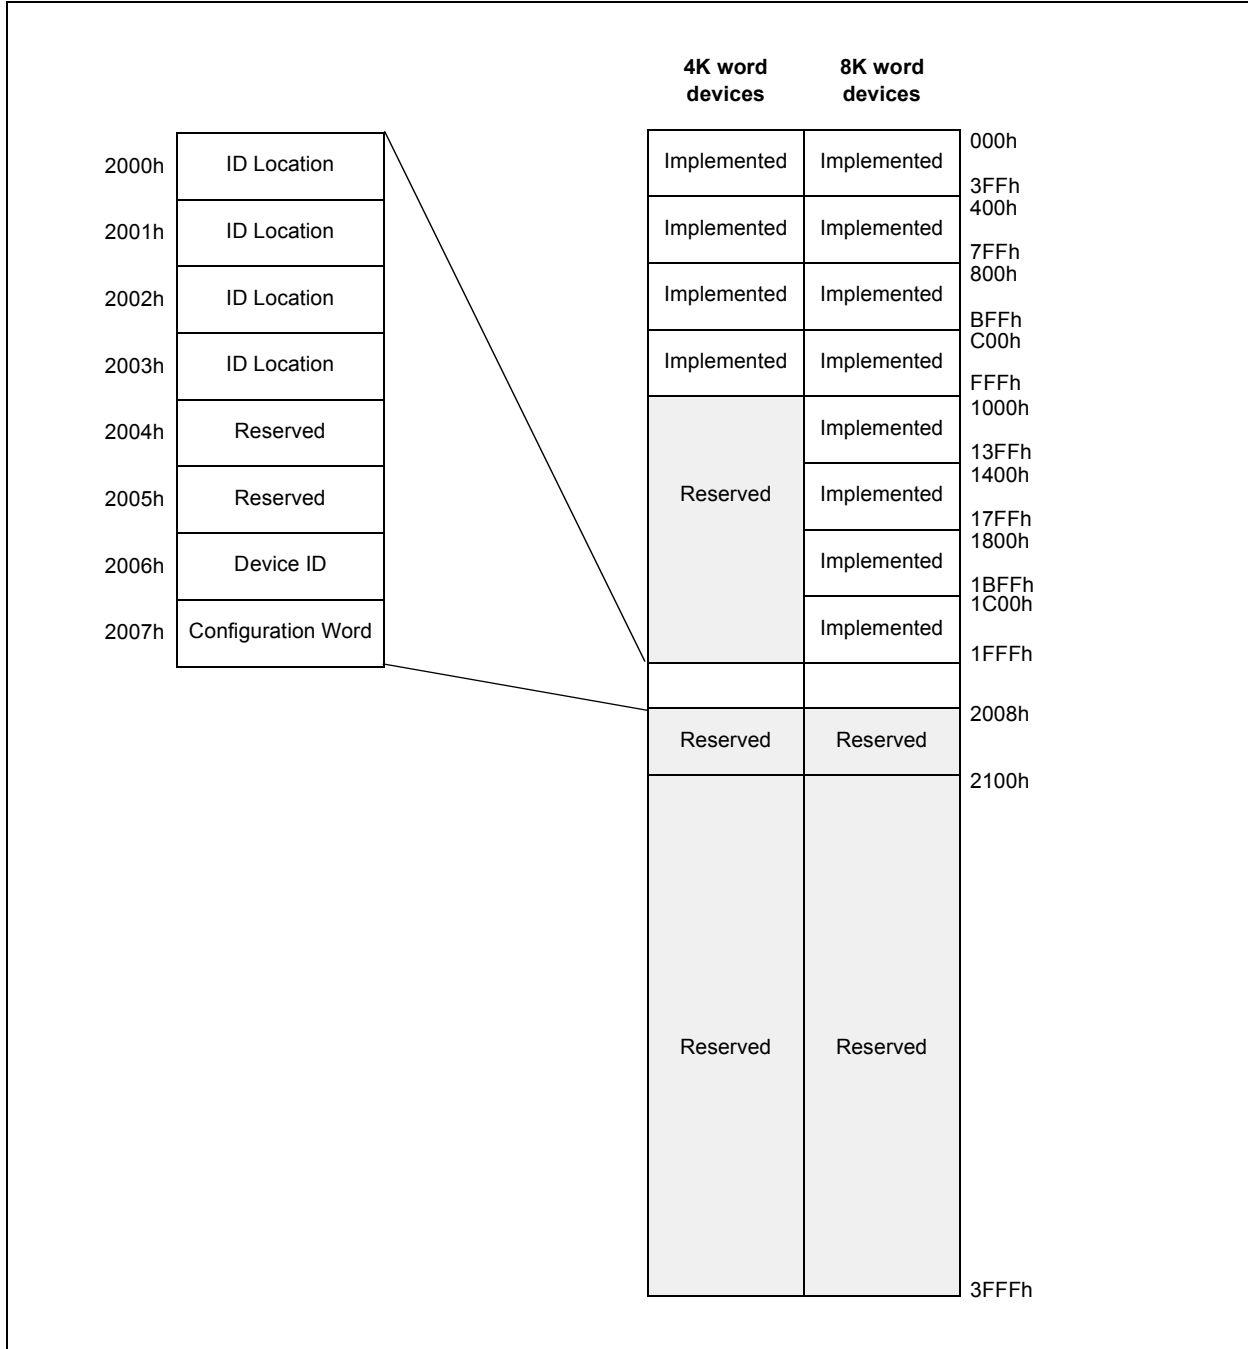 4K word
devices
8K word
devices
2000h
ID Location
2001h
ID Location
2002h
ID Location
2003h
ID Location
2004h
Reserved
2005h
Reserved
2006h
Device ID
2007h
Configuration Word
Implemented
Implemented
000h
3FFh
Implemented
Implemented
400h
7FFh
Implemented
Implemented
800h
BFFh
Implemented
Implemented
C00h
FFFh
Reserved
Implemented
1000h
13FFh
Implemented
1400h
17FFh
Implemented
1800h
1BFFh
Implemented
1C00h
1FFFh
Reserved
Reserved
2008h
2100h
Reserved
Reserved
3FFFh